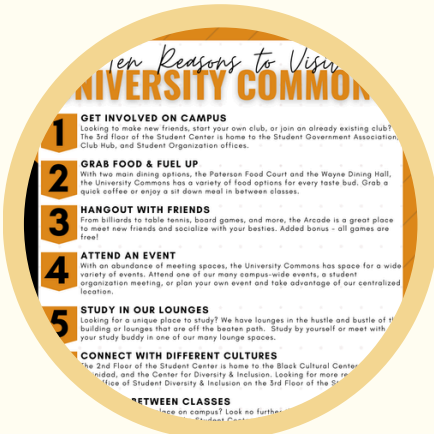 Ten Reasons to Visit
NIVERSITY COMMON
1 GET INVOLVED ON CAMPUS
Looking to make new friends, start your own club, or join an already existing club?
The 3rd floor of the Student Center is home to the Student Government Association,
Club Hub, and Student Organization offices.
2 GRAB FOOD & FUEL UP
With two main dining options, the Paterson Food Court and the Wayne Dining Hall,
the University Commons has a variety of food options for every taste bud. Grab a
quick coffee or enjoy a sit down meal in between classes.
3 HANGOUT WITH FRIENDS
From billiards to table tennis, board games, and more, the Arcade is a great place
to meet new friends and socialize with your besties. Added bonus - all games are
free!
4 ATTEND AN EVENT
With an abundance of meeting spaces, the University Commons has space for a wide
variety of events. Attend one of our many campus-wide events, a student
organization meeting, or plan your own event and take advantage of our centralized
location.
5 STUDY IN OUR LOUNGES
Looking for a unique place to study? We have lounges in the hustle and bustle of th
building or lounges that are off the beaten path. Study by yourself or meet with
your study buddy in one of our many lounge spaces.
CONNECT WITH DIFFERENT CULTURES
The 2nd Floor of the Student Center is home to the Black Cultural Center
nidad, and the Center for Diversity & Inclusion. Looking for more re
ffice of Student Diversity & Inclusion on the 3rd Floor of the St
BETWEEN CLASSES
lace on campus? Look no further
the Student Cent